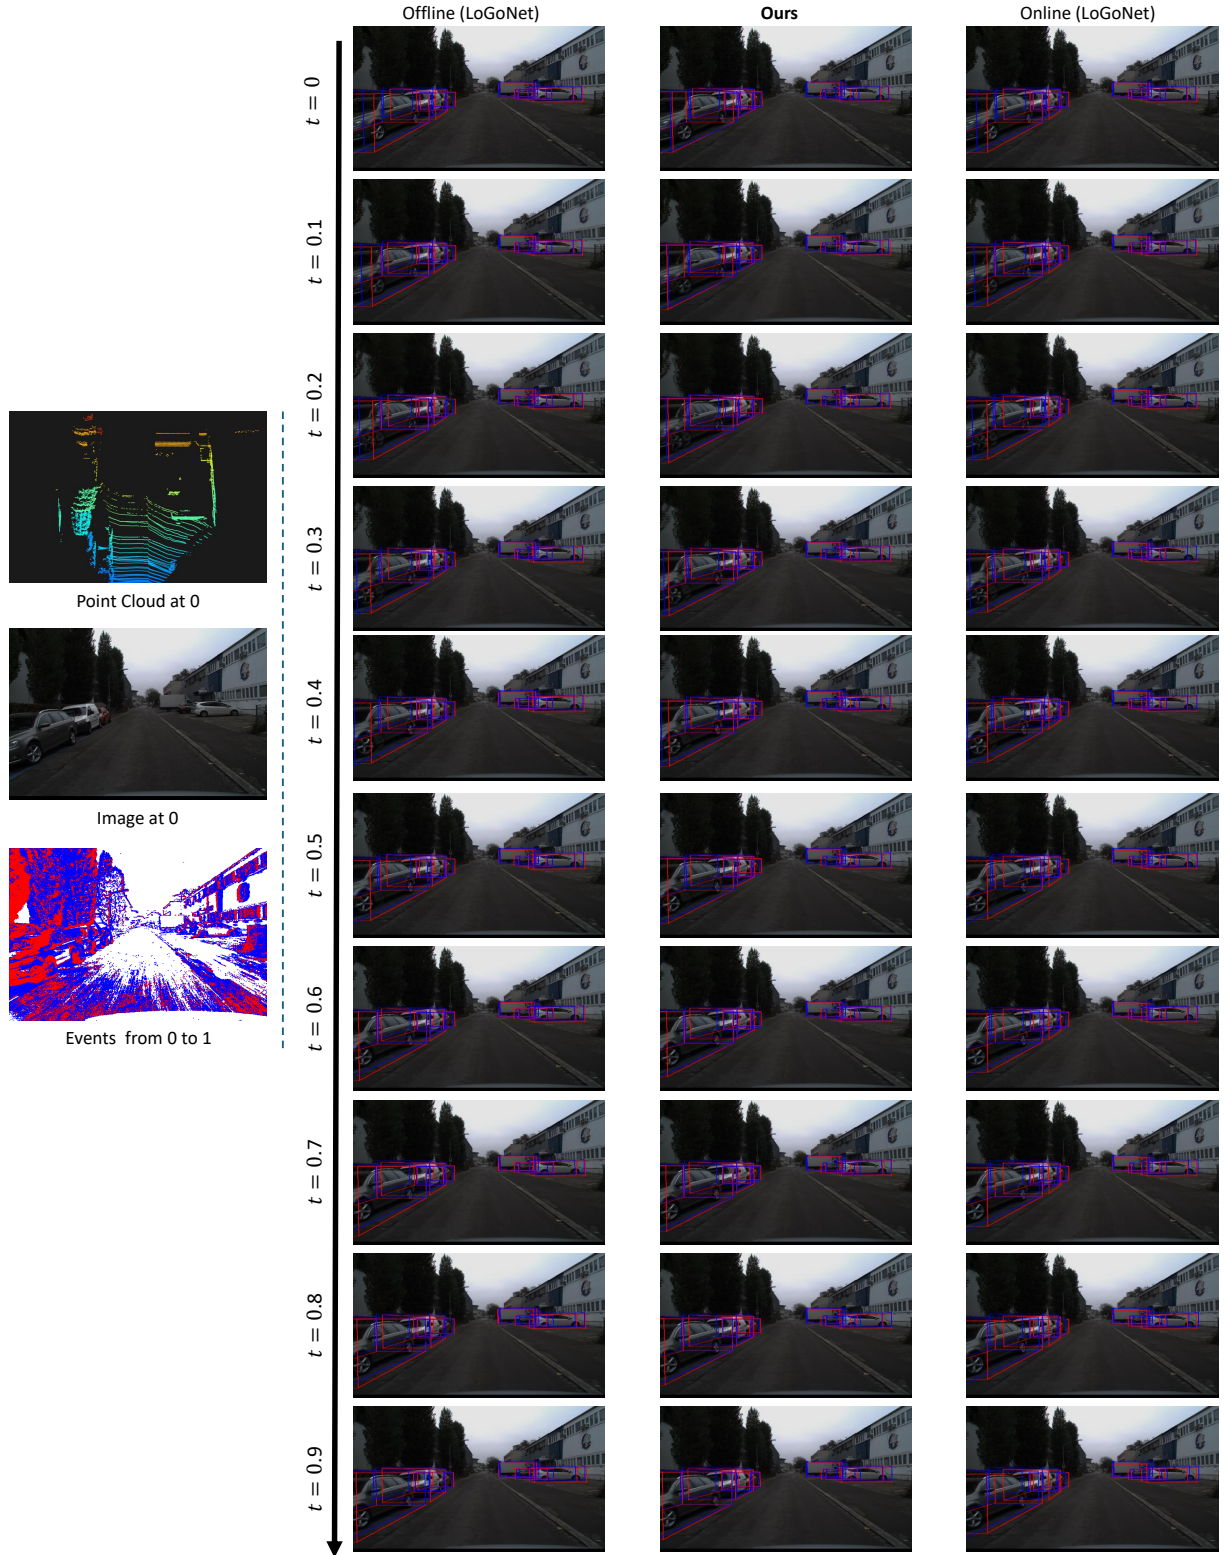 Offline (LoGoNet)
Ours
Online (LoGoNet)
t = 0
t = 0.1
t = 0.2
t = 0.3
t = 0.4
t = 0.5
t = 0.6
t = 0.7
t = 0.8
t = 0.9
Point Cloud at 0
Image at 0
Events from 0 to 1